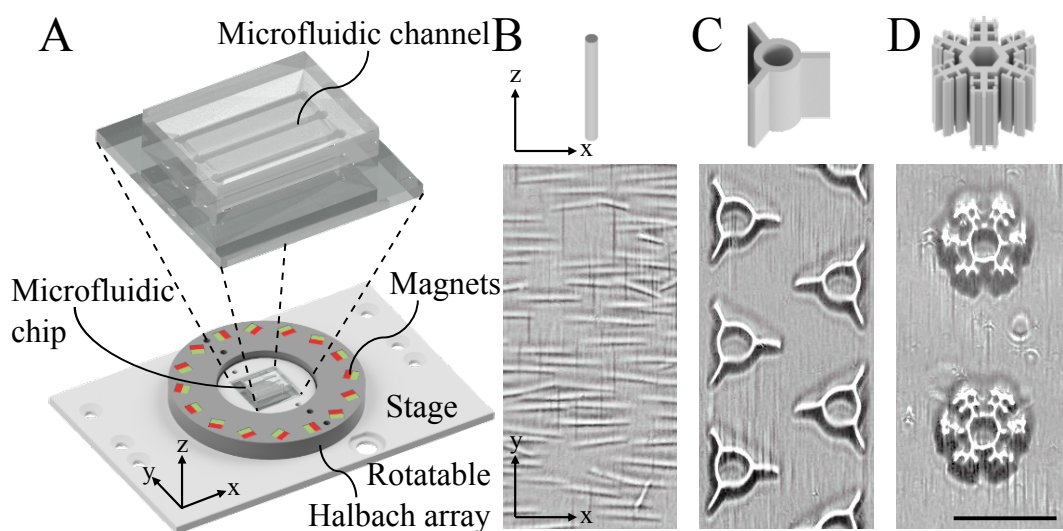 A
Microfluidic channel
Microfluidic
chip
Magnets
Stage
Rotatable
Halbach array
z
y
x
B
z
x
y
x
C
D